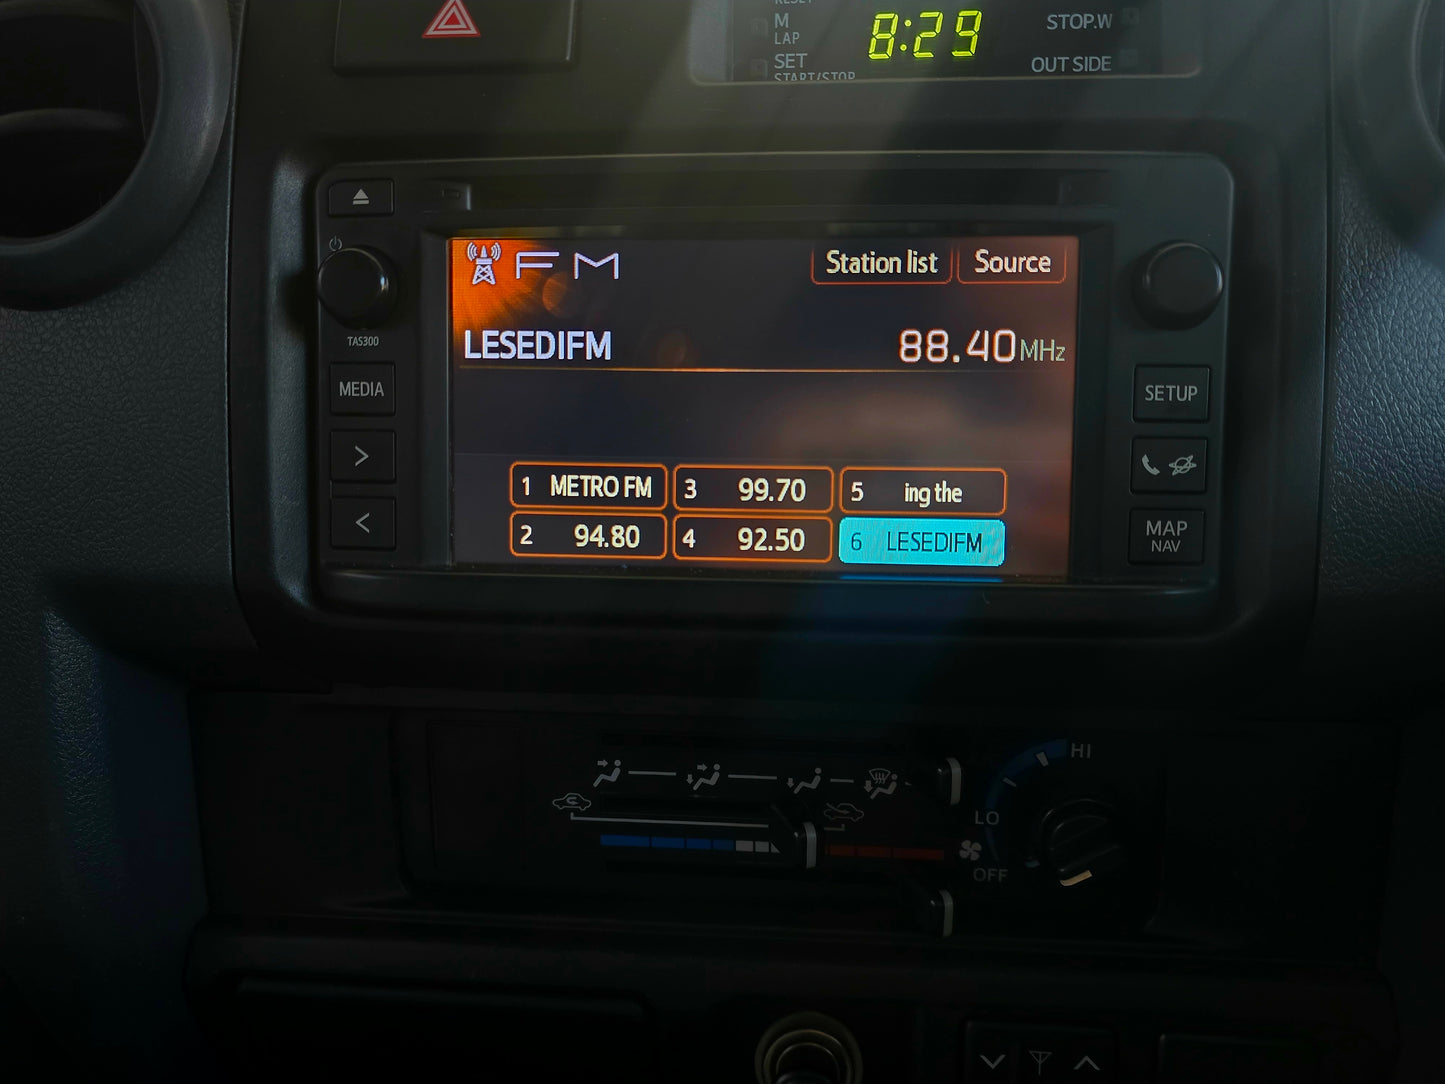 M
LAP
SET
START/STOP
8:29
STOP.W
OUT SIDE
FM
Station list
Source
LESEDIFM
88.40MHz
1 METRO FM
3 99.70
5 ing the
2 94.80
4 92.50
6 LESEDIFM
TAS300
MEDIA
>
<
SETUP
MAP
NAV
HI
LO
OFF